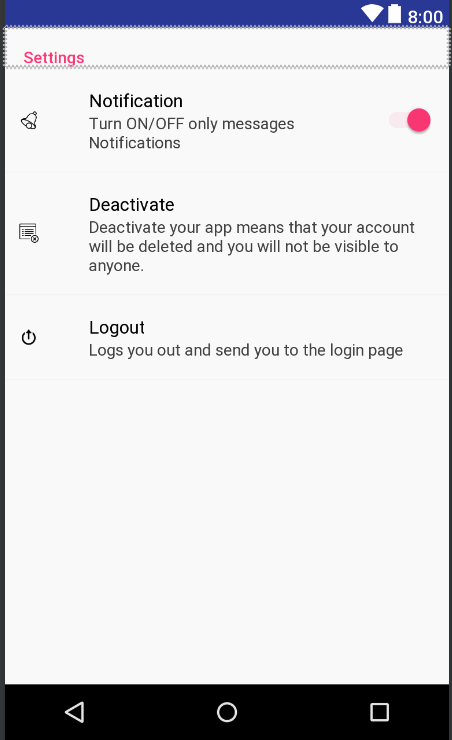 8:00
Settings
Notification
Turn ON/OFF only messages
Notifications
Deactivate
Deactivate your app means that your account
will be deleted and you will not be visible to
anyone.
Logout
Logs you out and send you to the login page